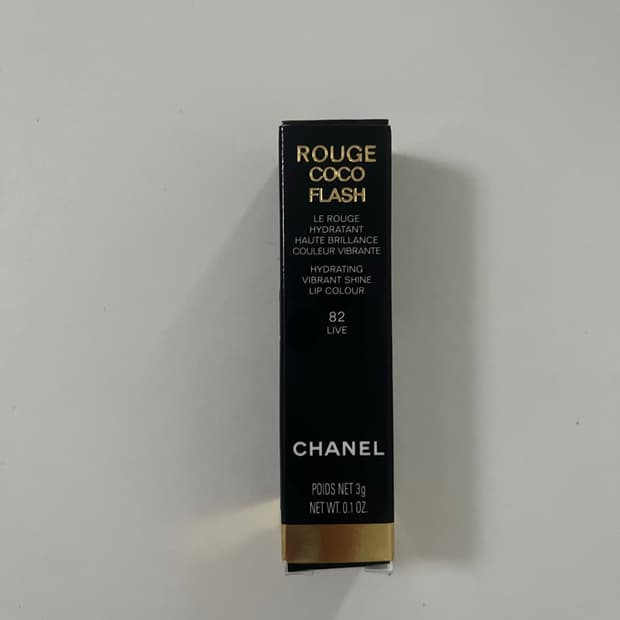 ROUGE
COCO
FLASH
LE ROUGE
HYDRATANT
HAUTE BRILLANCE
COULEUR VIBRANTE
HYDRATING
VIBRANT SHINE
LIP COLOUR
82
LIVE
CHANEL
POIDS NET 3g
NET WT. 0.1 OZ.